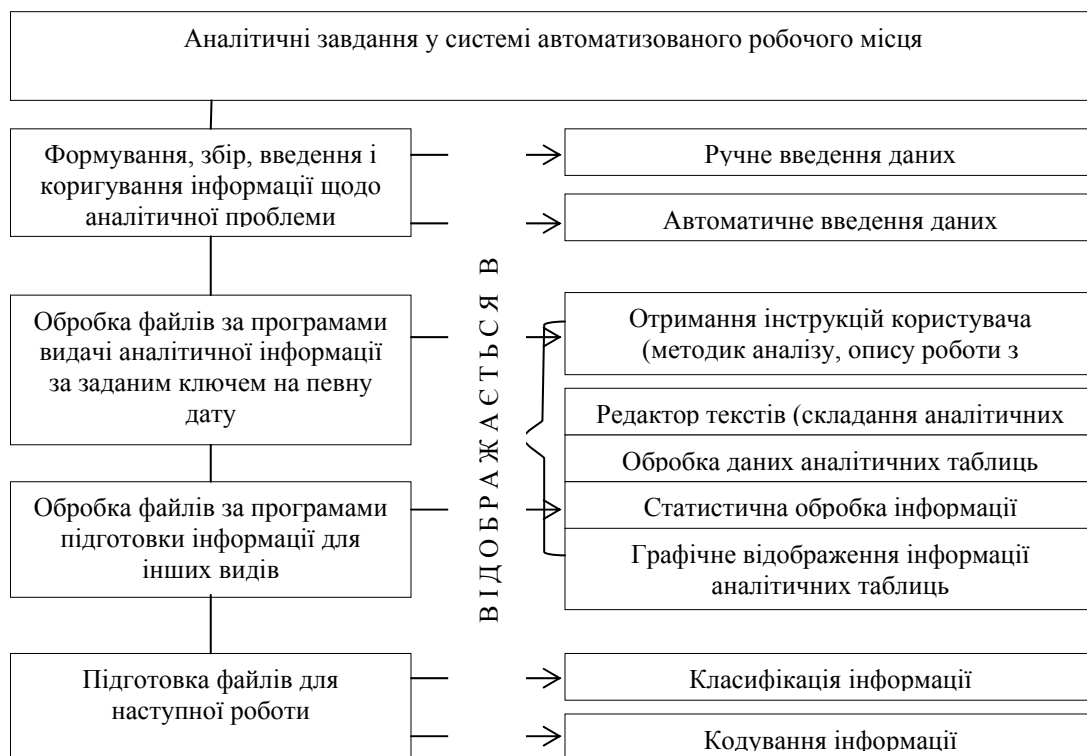 Аналітичні завдання у системі автоматизованого робочого місця
Формування, збір, введення і
коригування інформації щодо
аналітичної проблеми
Ручне введення даних
Автоматичне введення даних
ВІДОБРАЖАЄТЬСЯ В
Обробка файлів за програмами
видачі аналітичної інформації
за заданим ключем на певну
дату
Отримання інструкцій користувача
(методик аналізу, опису роботи з
Редактор текстів (складання аналітичних
Обробка даних аналітичних таблиць
Обробка файлів за програмами
підготовки інформації для
інших видів
Статистична обробка інформації
Графічне відображення інформації
аналітичних таблиць
Підготовка файлів для
наступної роботи
Класифікація інформації
Кодування інформації